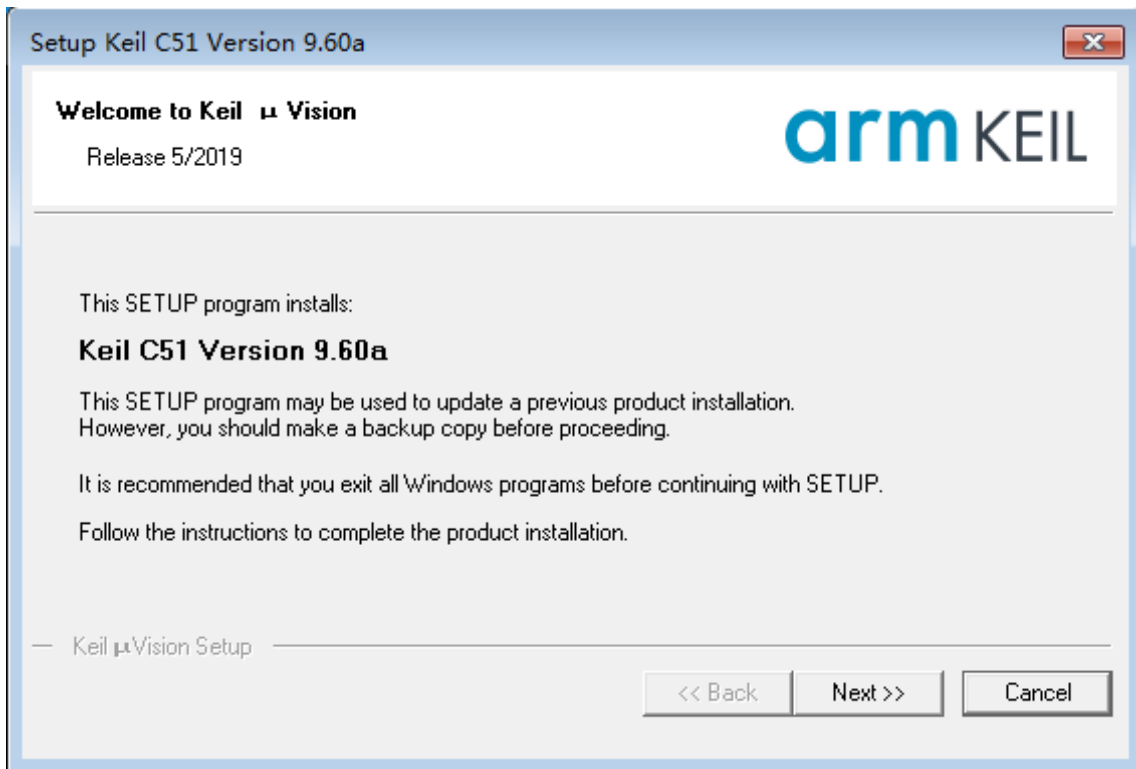 Setup Keil C51 Version 9.60a
Welcome to Keil μ Vision
Release 5/2019
arm KEIL
This SETUP program installs:
Keil C51 Version 9.60a
This SETUP program may be used to update a previous product installation.
However, you should make a backup copy before proceeding.
It is recommended that you exit all Windows programs before continuing with SETUP.
Follow the instructions to complete the product installation.
Keil μVision Setup
<< Back
Next >>
Cancel